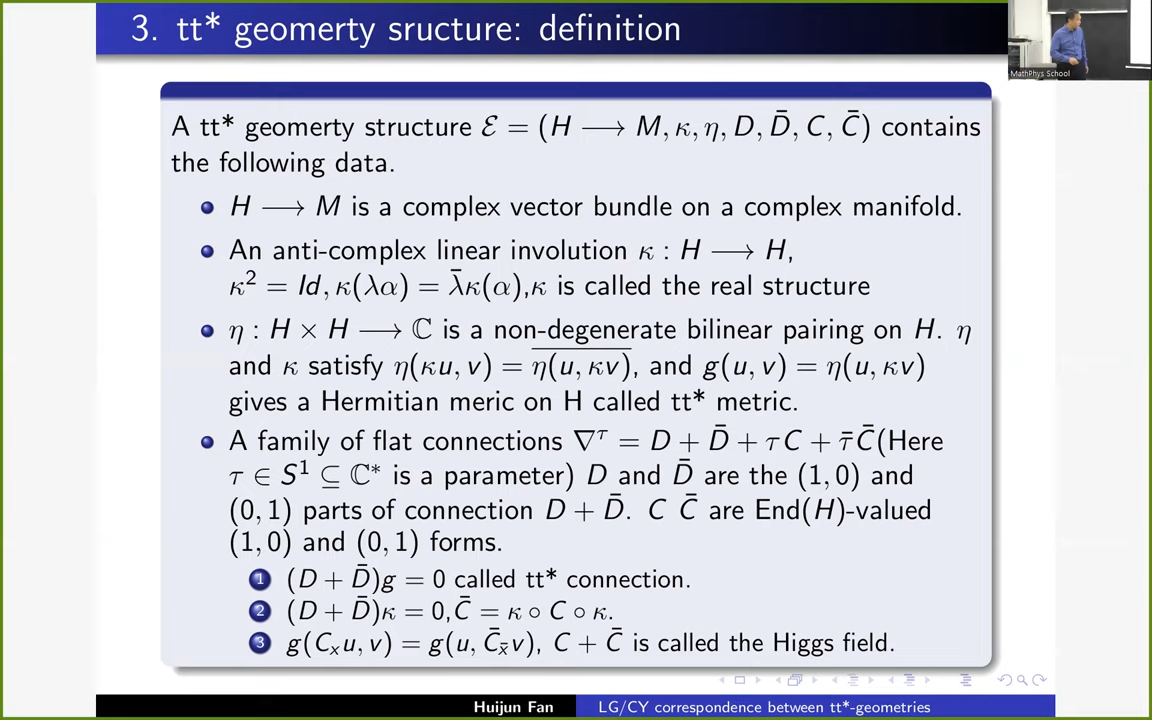 3. tt* geomerty sructure: definition
MathPhys School
A tt* geomerty structure ℰ = (H ⟶ M, κ, η, D, D̄, C, C̄) contains
the following data.
H ⟶ M is a complex vector bundle on a complex manifold.
An anti-complex linear involution κ : H ⟶ H,
κ² = Id, κ(λα) = λ̄κ(α),κ is called the real structure
η : H × H ⟶ ℂ is a non-degenerate bilinear pairing on H. η
and κ satisfy η(κu, v) = \overline{η(u, κv)}, and g(u, v) = η(u, κv)
gives a Hermitian meric on H called tt* metric.
A family of flat connections ∇^τ = D + D̄ + τC + τ̄C̄(Here
τ ∈ S¹ ⊆ ℂ* is a parameter) D and D̄ are the (1, 0) and
(0, 1) parts of connection D + D̄. C C̄ are End(H)-valued
(1, 0) and (0, 1) forms.
1 (D + D̄)g = 0 called tt* connection.
2 (D + D̄)κ = 0, C̄ = κ ∘ C ∘ κ.
3 g(C_x u, v) = g(u, C̄_x̄ v), C + C̄ is called the Higgs field.
Huijun Fan LG/CY correspondence between tt*-geometries